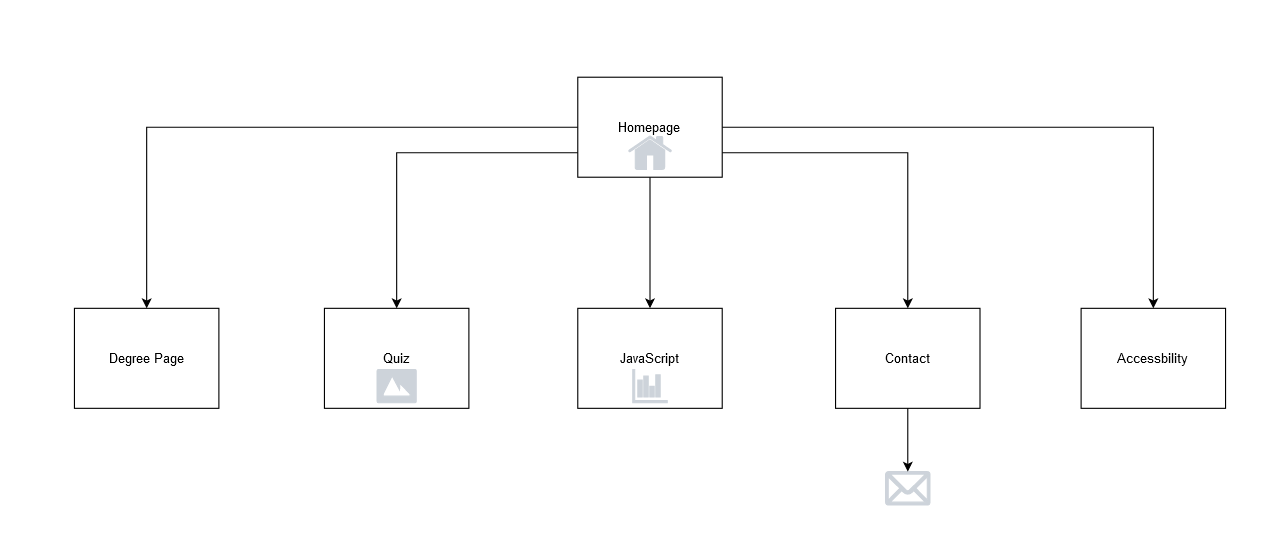 Homepage
Degree Page
Quiz
JavaScript
Contact
Accessbility